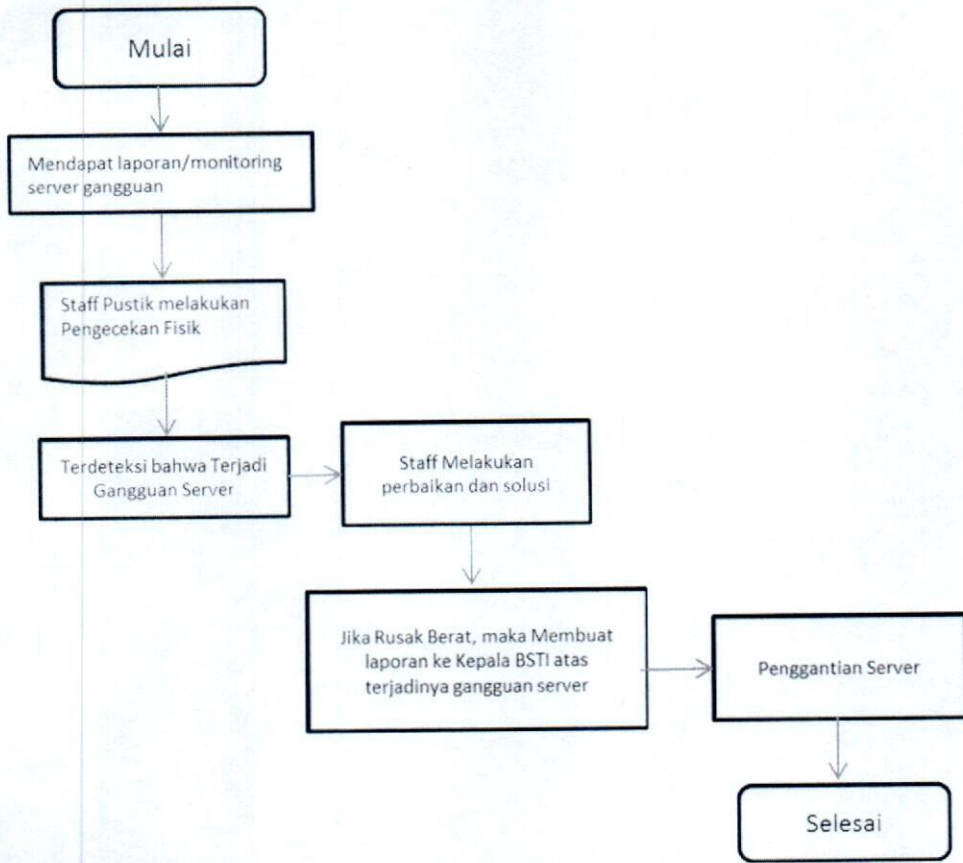 Mulai
Mendapat laporan/monitoring
server gangguan
Staff Pustik melakukan
Pengecekan Fisik
Terdeteksi bahwa Terjadi
Gangguan Server
Staff Melakukan
perbaikan dan solusi
Jika Rusak Berat, maka Membuat
laporan ke Kepala BSTI atas
terjadinya gangguan server
Penggantian Server
Selesai